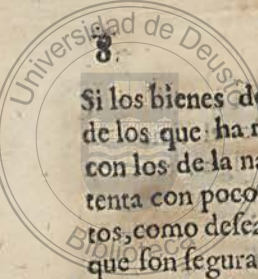 Universidad de Deusto
8.
Si los bienes de
de los que ha
con los de la na
tenta con poco
tos, como desea
que son segura
Biblioteca